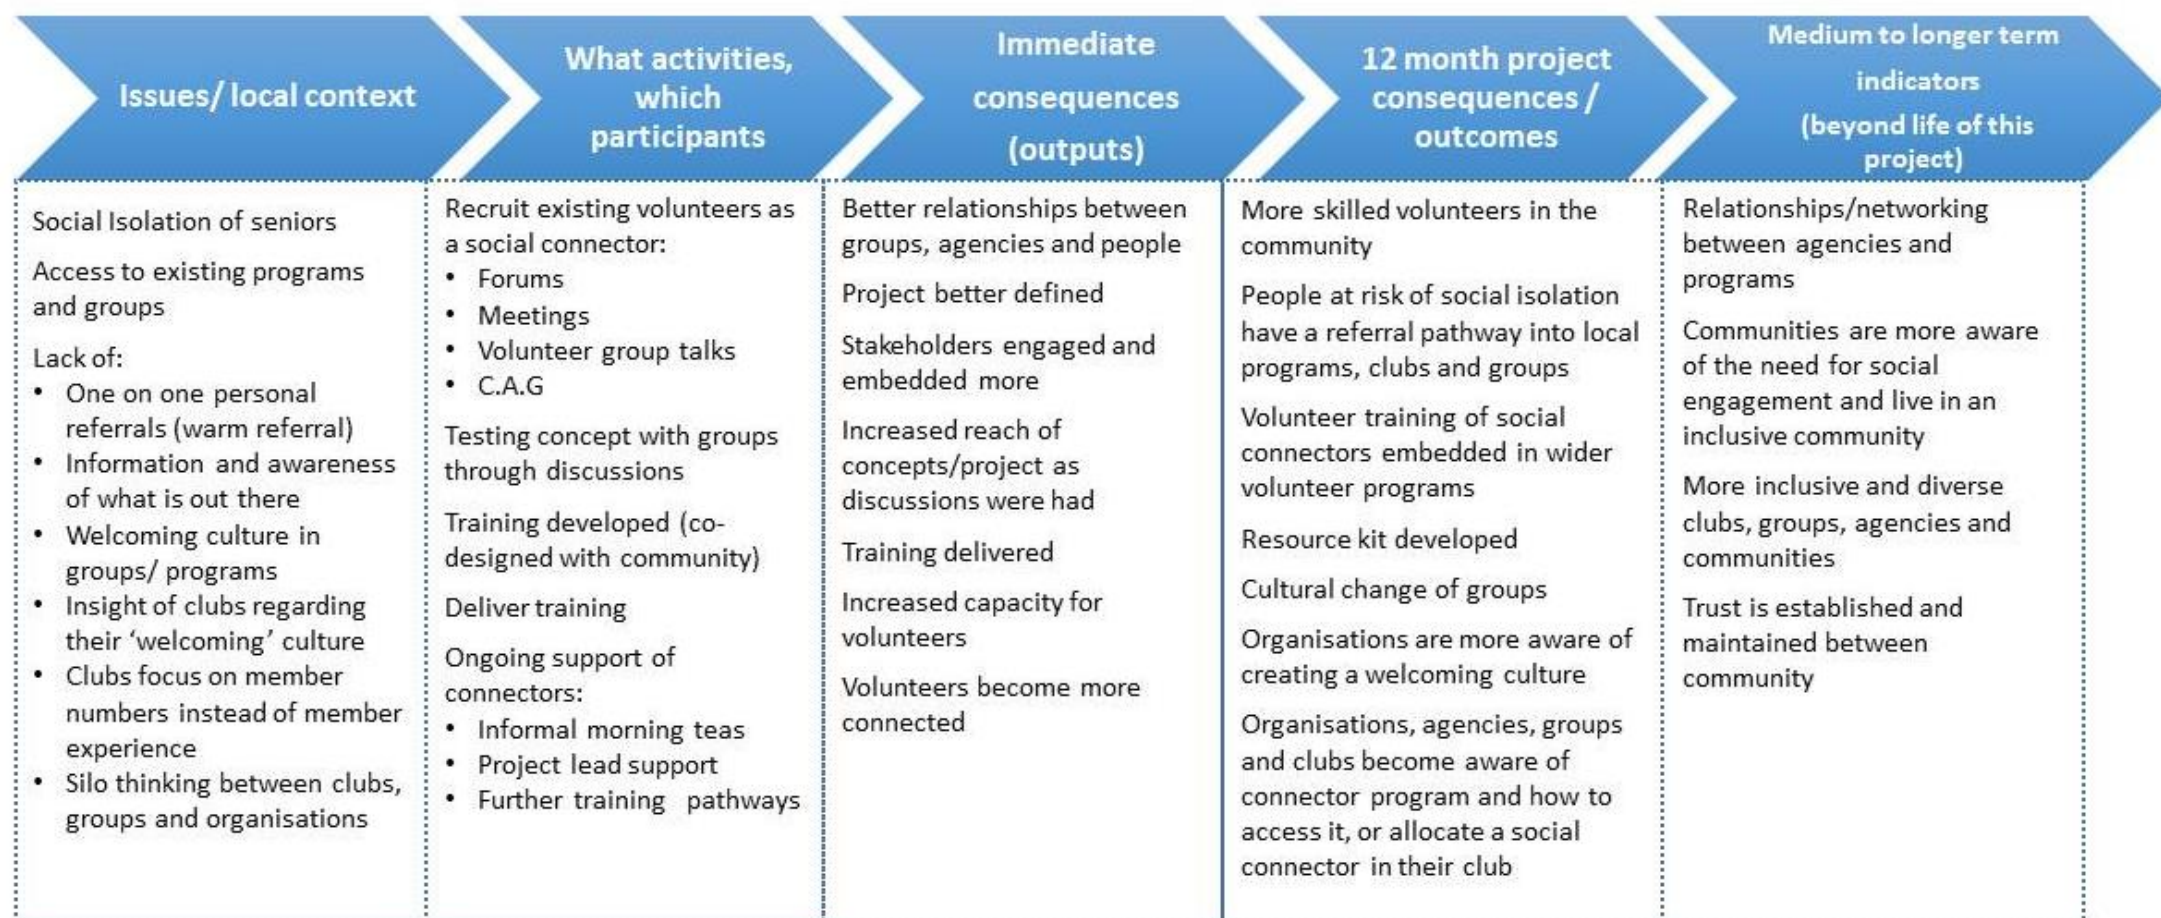 Issues/ local context
What activities,
which
participants
Immediate
consequences
(outputs)
12 month project
consequences /
outcomes
Medium to longer term
indicators
(beyond life of this
project)
Social Isolation of seniors
Access to existing programs
and groups
Lack of:
• One on one personal
referrals (warm referral)
• Information and awareness
of what is out there
• Welcoming culture in
groups/ programs
• Insight of clubs regarding
their ‘welcoming’ culture
• Clubs focus on member
numbers instead of member
experience
• Silo thinking between clubs,
groups and organisations
Recruit existing volunteers as
a social connector:
• Forums
• Meetings
• Volunteer group talks
• C.A.G
Testing concept with groups
through discussions
Training developed (co-
designed with community)
Deliver training
Ongoing support of
connectors:
• Informal morning teas
• Project lead support
• Further training pathways
Better relationships between
groups, agencies and people
Project better defined
Stakeholders engaged and
embedded more
Increased reach of
concepts/project as
discussions were had
Training delivered
Increased capacity for
volunteers
Volunteers become more
connected
More skilled volunteers in the
community
People at risk of social isolation
have a referral pathway into local
programs, clubs and groups
Volunteer training of social
connectors embedded in wider
volunteer programs
Resource kit developed
Cultural change of groups
Organisations are more aware of
creating a welcoming culture
Organisations, agencies, groups
and clubs become aware of
connector program and how to
access it, or allocate a social
connector in their club
Relationships/networking
between agencies and
programs
Communities are more aware
of the need for social
engagement and live in an
inclusive community
More inclusive and diverse
clubs, groups, agencies and
communities
Trust is established and
maintained between
community